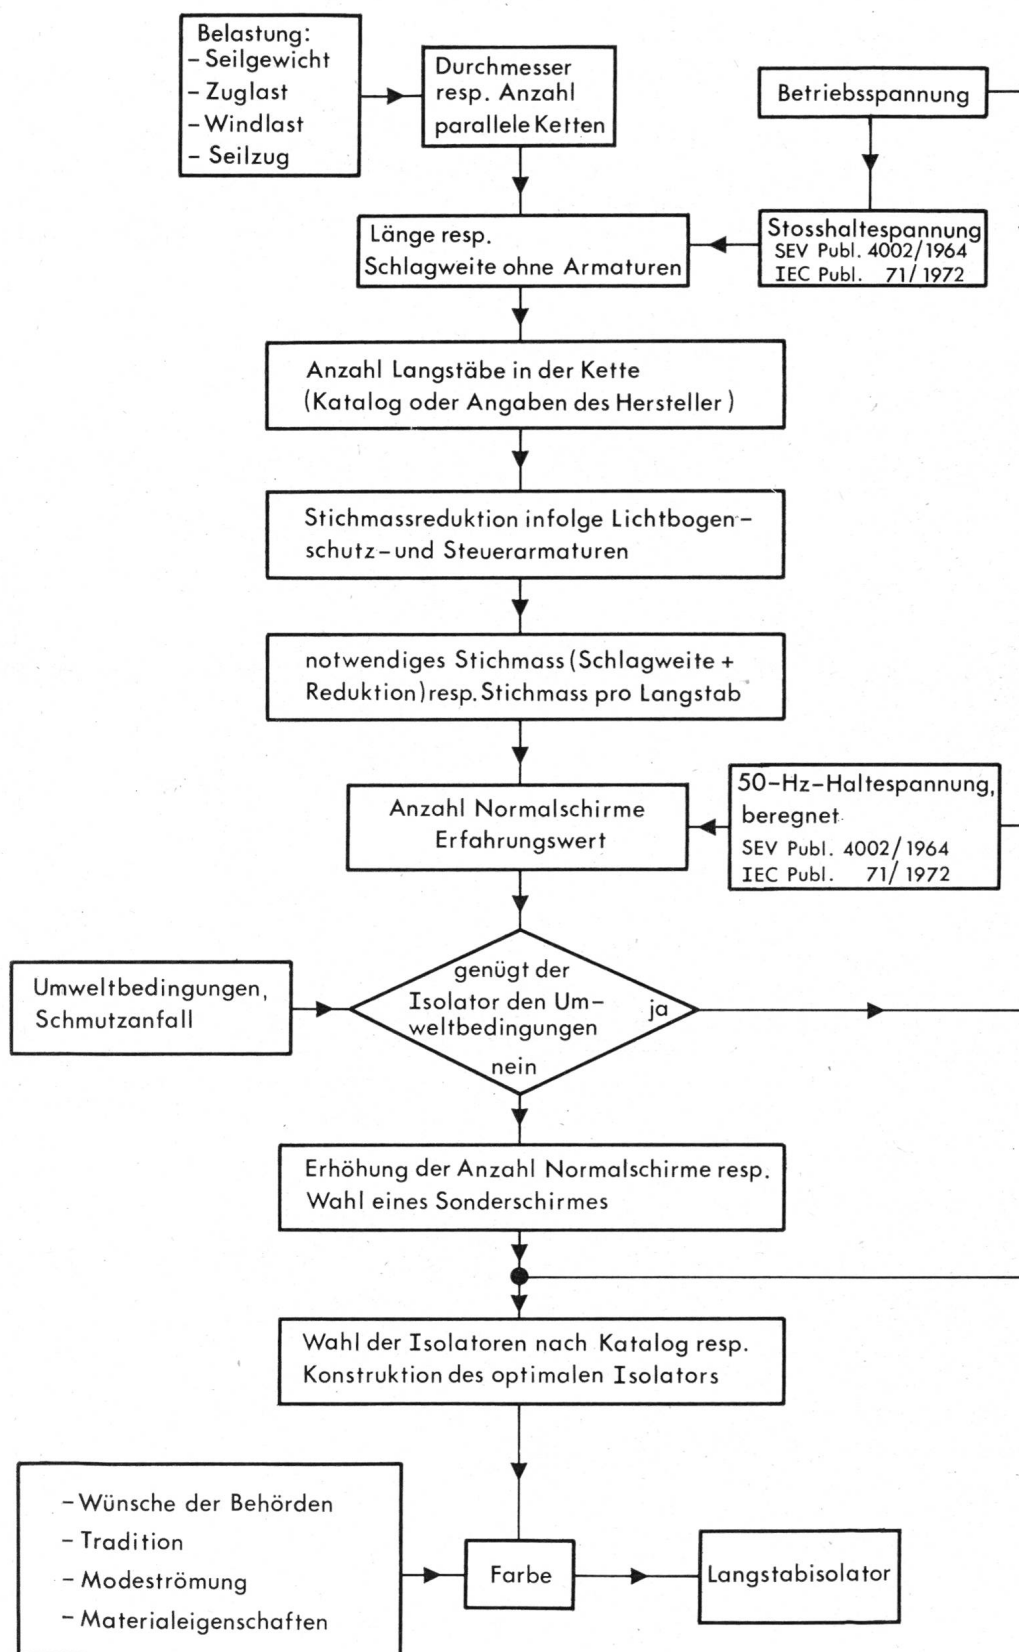 Belastung:
- Seilgewicht
- Zuglast
- Windlast
- Seilzug
Durchmesser
resp. Anzahl
parallele Ketten
Betriebsspannung
Länge resp.
Schlagweite ohne Armaturen
Stosshaltespannung
SEV Publ. 4002/1964
IEC Publ. 71/1972
Anzahl Langstäbe in der Kette
(Katalog oder Angaben des Hersteller)
Stichmassreduktion infolge Lichtbogen-
schutz-und Steuerarmaturen
notwendiges Stichmass (Schlagweite +
Reduktion) resp. Stichmass pro Langstab
Anzahl Normalschirme
Erfahrungswert
50-Hz-Haltespannung,
beregnet
SEV Publ. 4002/1964
IEC Publ. 71/1972
Umweltbedingungen,
Schmutzanfall
genügt der
Isolator den Um-
weltbedingungen
ja
nein
Erhöhung der Anzahl Normalschirme resp.
Wahl eines Sonderschirmes
Wahl der Isolatoren nach Katalog resp.
Konstruktion des optimalen Isolators
- Wünsche der Behörden
- Tradition
- Modeströmung
- Materialeigenschaften
Farbe
Langstabisolator